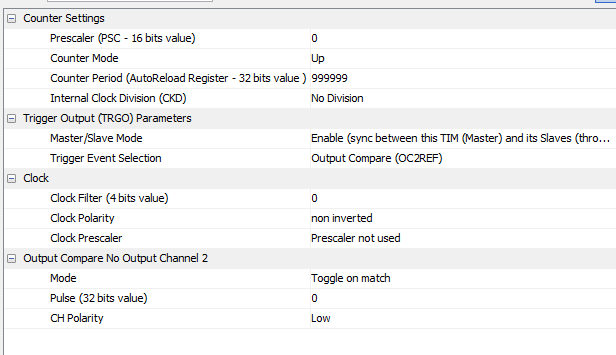 Counter Settings
Prescaler (PSC - 16 bits value) 0
Counter Mode Up
Counter Period (AutoReload Register - 32 bits value ) 999999
Internal Clock Division (CKD) No Division
Trigger Output (TRGO) Parameters
Master/Slave Mode Enable (sync between this TIM (Master) and its Slaves (thro...
Trigger Event Selection Output Compare (OC2REF)
Clock
Clock Filter (4 bits value) 0
Clock Polarity non inverted
Clock Prescaler Prescaler not used
Output Compare No Output Channel 2
Mode Toggle on match
Pulse (32 bits value) 0
CH Polarity Low